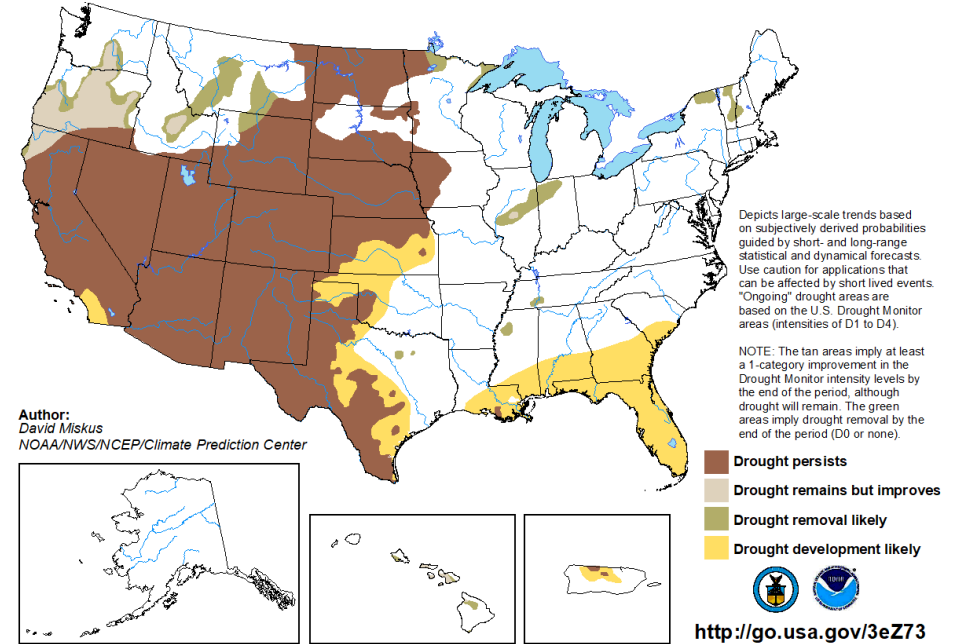 Depicts large-scale trends based
on subjectively derived probabilities
guided by short- and long-range
statistical and dynamical forecasts.
Use caution for applications that
can be affected by short lived events.
"Ongoing" drought areas are
based on the U.S. Drought Monitor
areas (intensities of D1 to D4).
NOTE: The tan areas imply at least
a 1-category improvement in the
Drought Monitor intensity levels by
the end of the period, although
drought will remain. The green
areas imply drought removal by the
end of the period (D0 or none).
Author:
David Miskus
NOAA/NWS/NCEP/Climate Prediction Center
Drought persists
Drought remains but improves
Drought removal likely
Drought development likely
http://go.usa.gov/3eZ73